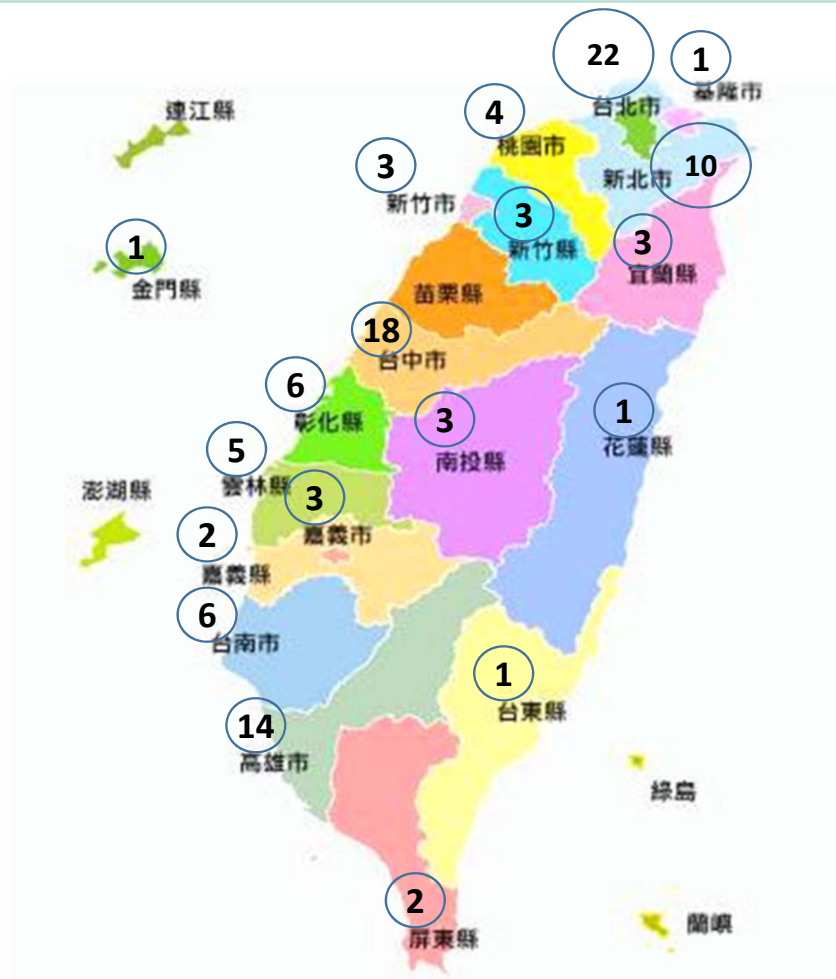 22
1
基隆市
台北市
連江縣
4
桃園市
3
新竹市
10
新北市
3
新竹縣
3
宜蘭縣
1
金門縣
苗栗縣
18
台中市
6
彰化縣
1
花蓮縣
3
南投縣
5
雲林縣
3
嘉義市
澎湖縣
2
嘉義縣
6
台南市
1
台東縣
14
高雄市
綠島
2
屏東縣
蘭嶼